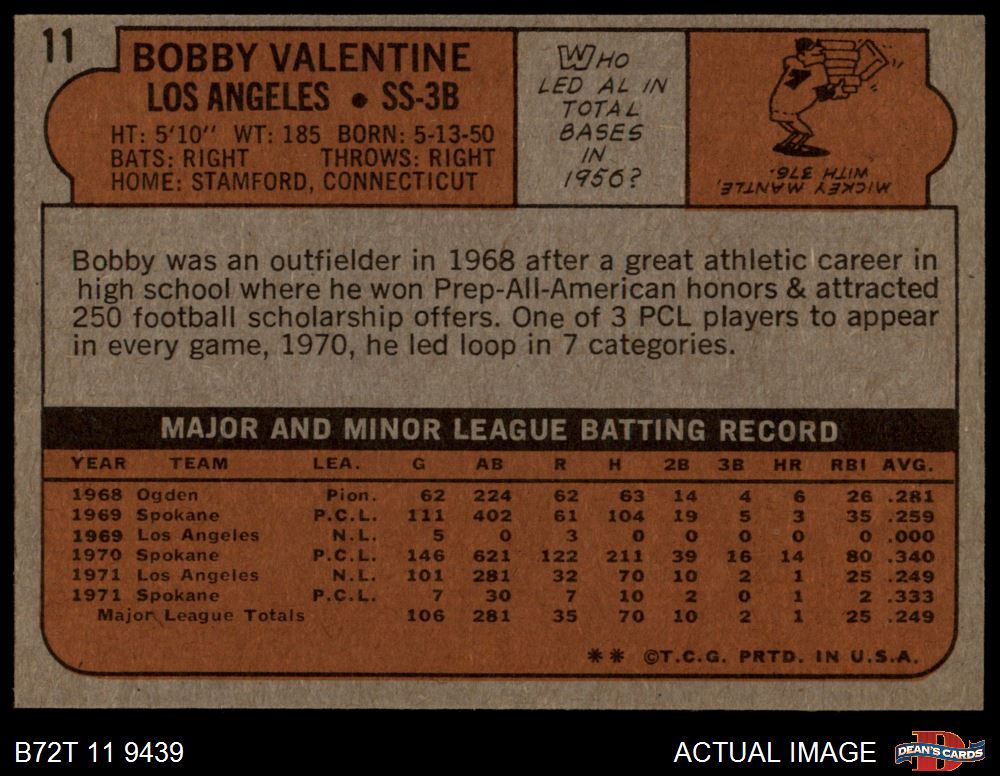 11
BOBBY VALENTINE
LOS ANGELES • SS-3B
HT: 5'10" WT: 185 BORN: 5-13-50
BATS: RIGHT THROWS: RIGHT
HOME: STAMFORD, CONNECTICUT
WHO
LED AL IN
TOTAL
BASES
IN
1956?
7
MICKEY MANTLE,
WITH 376.
Bobby was an outfielder in 1968 after a great athletic career in
high school where he won Prep-All-American honors & attracted
250 football scholarship offers. One of 3 PCL players to appear
in every game, 1970, he led loop in 7 categories.
MAJOR AND MINOR LEAGUE BATTING RECORD
YEAR TEAM LEA. G AB R H 2B 3B HR RBI AVG.
1968 Ogden Pion. 62 224 62 63 14 4 6 26 .281
1969 Spokane P.C.L. 111 402 61 104 19 5 3 35 .259
1969 Los Angeles N.L. 5 0 3 0 0 0 0 0 .000
1970 Spokane P.C.L. 146 621 122 211 39 16 14 80 .340
1971 Los Angeles N.L. 101 281 32 70 10 2 1 25 .249
1971 Spokane P.C.L. 7 30 7 10 2 0 1 2 .333
Major League Totals 106 281 35 70 10 2 1 25 .249
** ©T.C.G. PRTD. IN U.S.A.
B72T 11 9439
ACTUAL IMAGE
D
DEAN'S CARDS